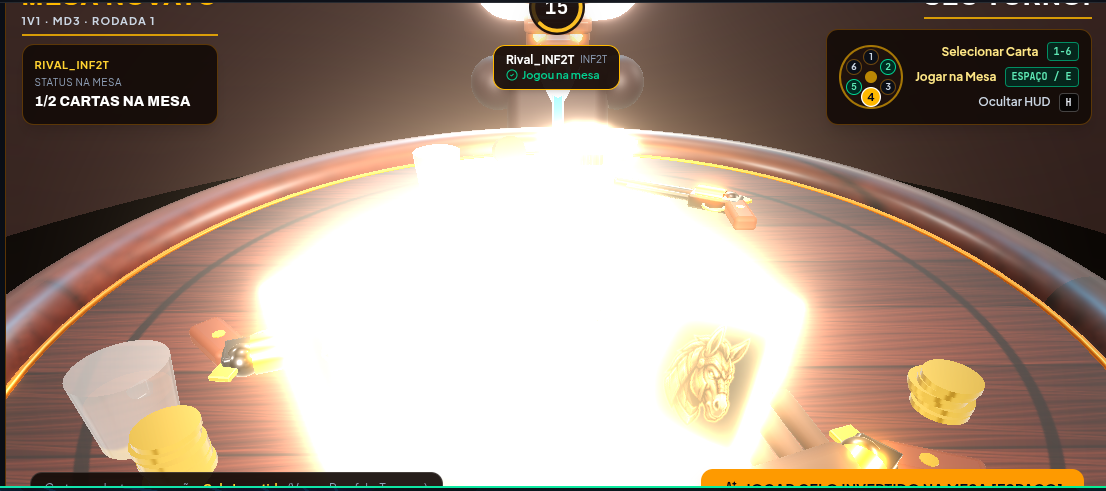 1V1 · MD3 · RODADA 1
RIVAL_INF2T
STATUS NA MESA
1/2 CARTAS NA MESA
15
Rival_INF2T INF2T
Jogou na mesa
1
2
3
4
5
6
Selecionar Carta 1-6
Jogar na Mesa ESPAÇO / E
Ocultar HUD H